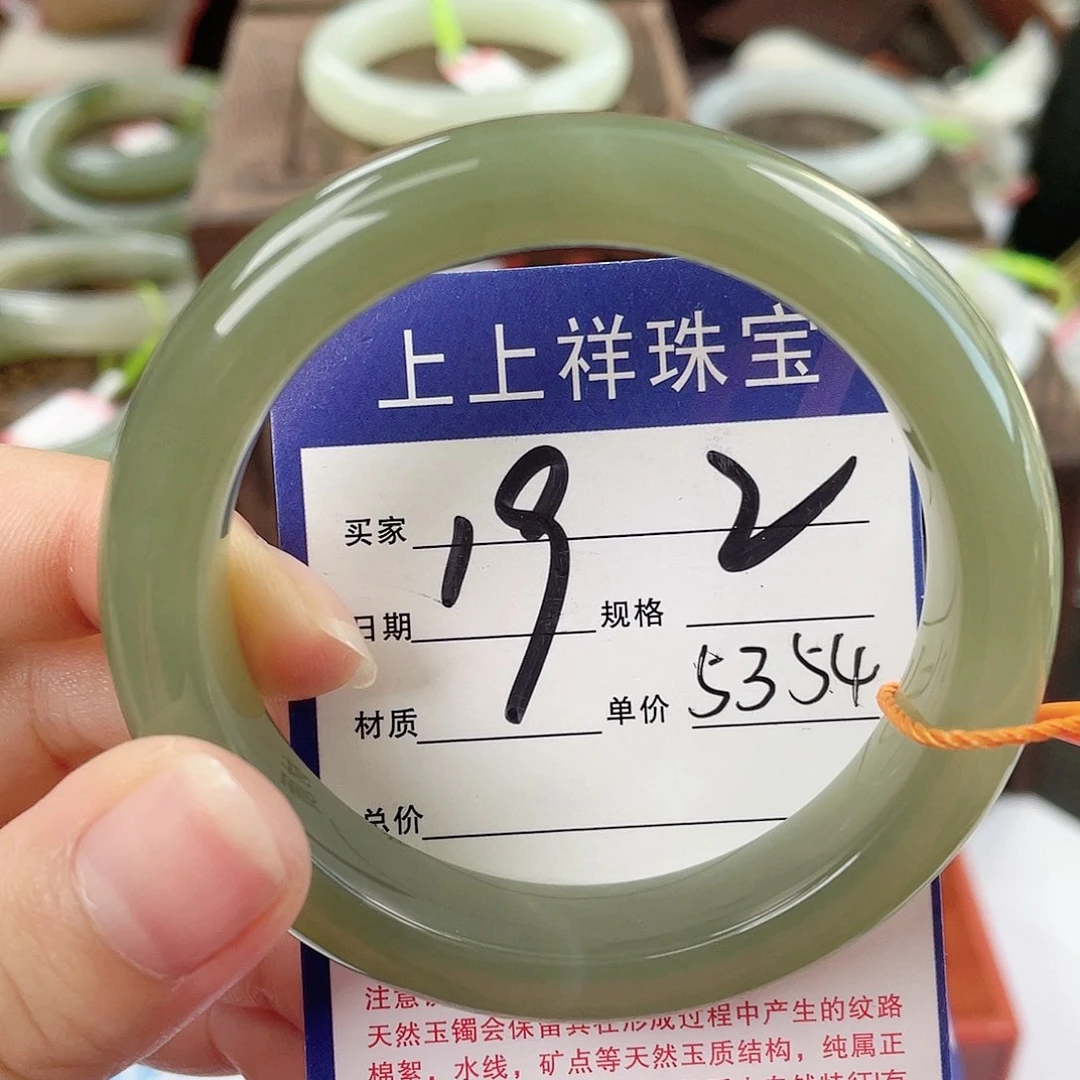 上上祥珠宝
19 2
买家
日期 规格
5354
材质 单价
总价
注意
天然玉镯会保留其在形成过程中产生的纹路
棉絮，水线，矿点等天然玉质结构，纯属正